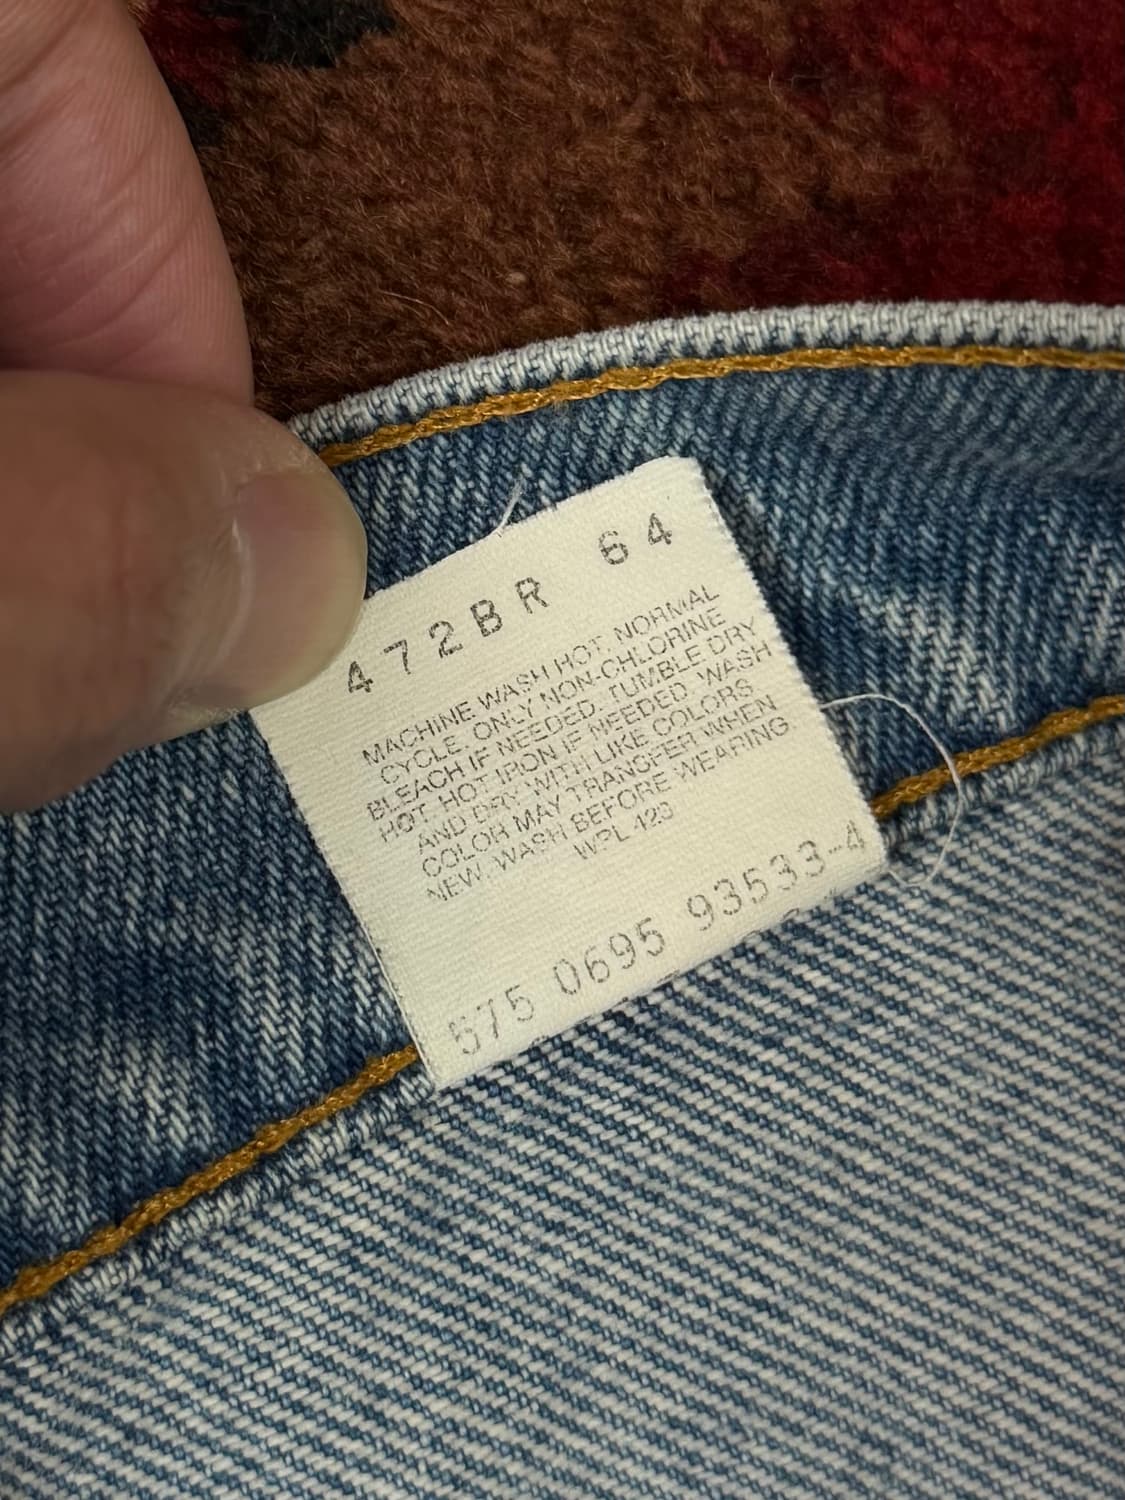 472BR 64
MACHINE WASH HOT, NORMAL
CYCLE. ONLY NON-CHLORINE
BLEACH IF NEEDED. TUMBLE DRY
HOT. HOT IRON IF NEEDED. WASH
AND DRY WITH LIKE COLORS.
COLOR MAY TRANSFER WHEN
NEW. WASH BEFORE WEARING.
WPL 423
575 0695 93533-4